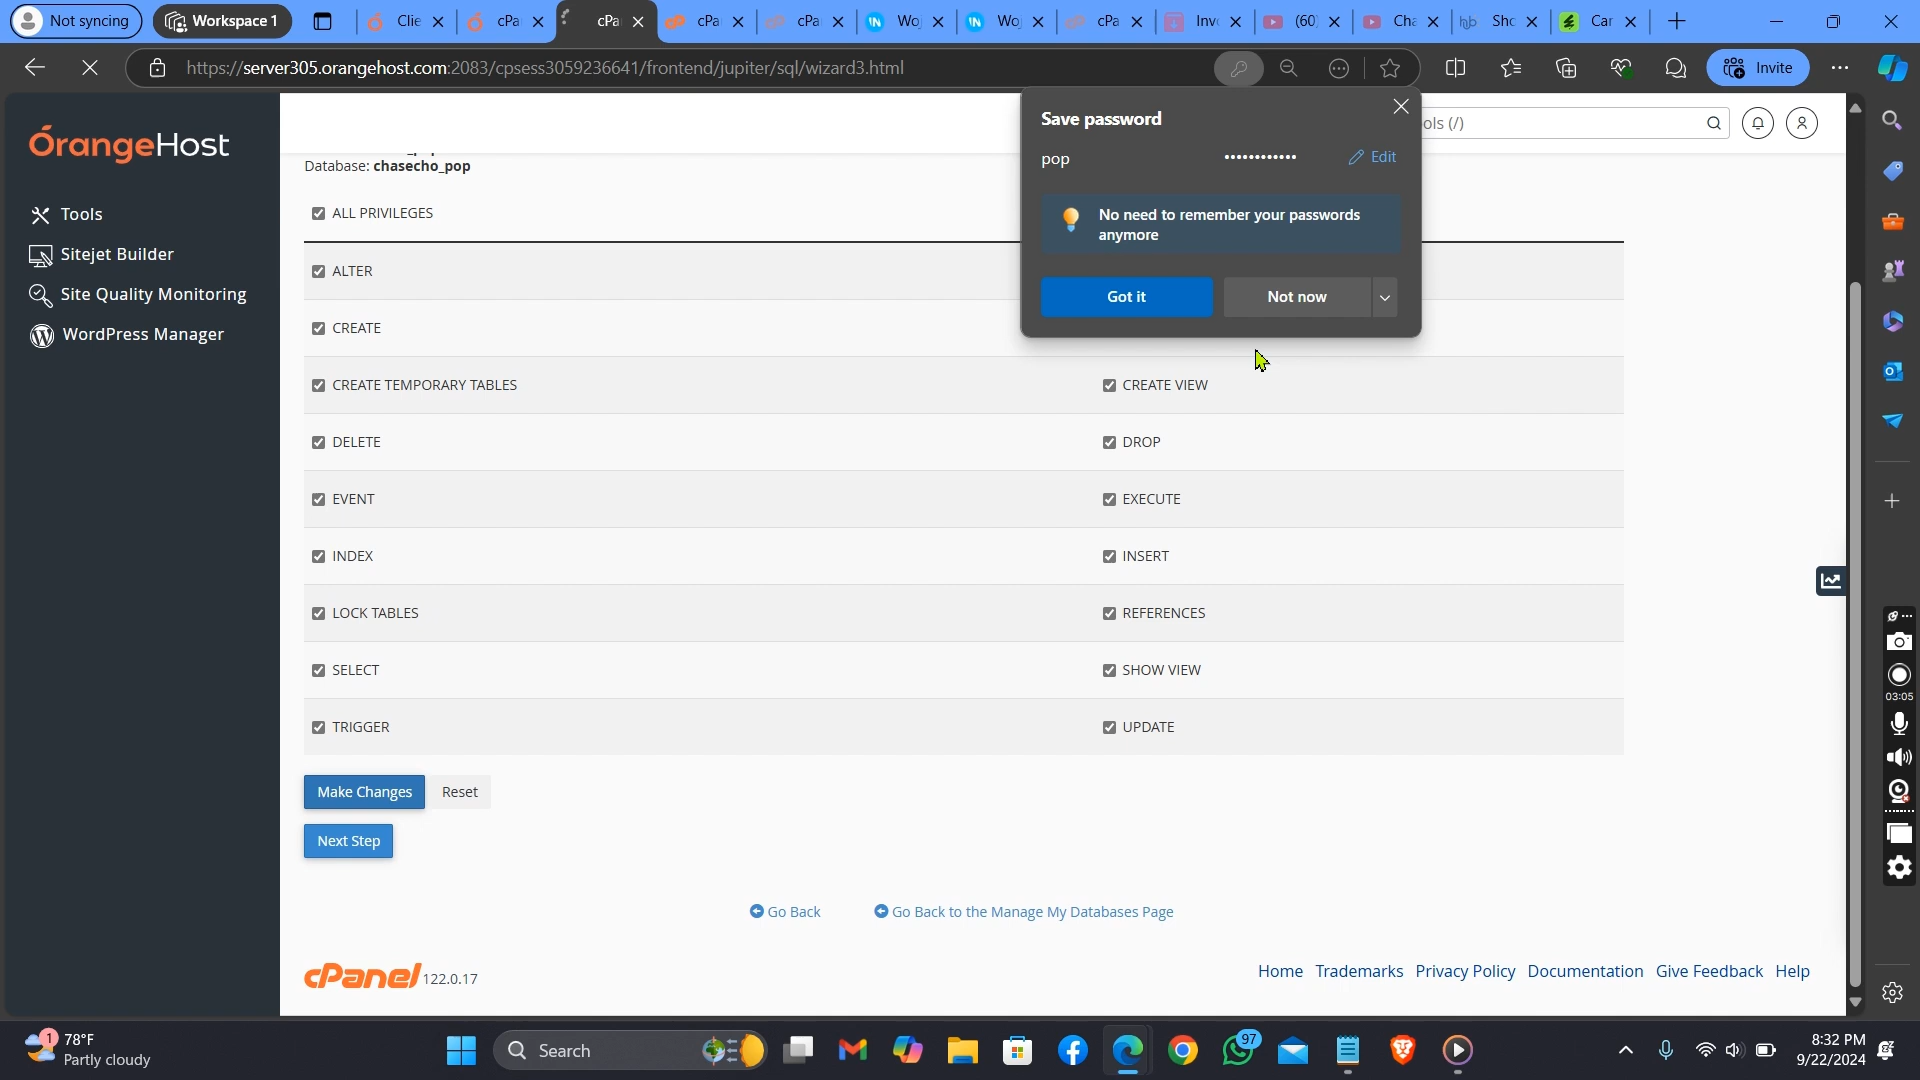 Not syncing
Workspace 1
Clie
cPa
cPa
cPa
cPa
Wo
Wo
cPa
Inv
(60
Cha
Sho
Car
https://server305.orangehost.com:2083/cpsess3059236641/frontend/jupiter/sql/wizard3.html
Invite
OrangeHost
Tools
Sitejet Builder
Site Quality Monitoring
WordPress Manager
ols (/)
Save password
pop
Edit
No need to remember your passwords
anymore
Got it
Not now
Database: chasecho_pop
ALL PRIVILEGES
ALTER
CREATE
CREATE TEMPORARY TABLES
CREATE VIEW
DELETE
DROP
EVENT
EXECUTE
INDEX
INSERT
LOCK TABLES
REFERENCES
SELECT
SHOW VIEW
TRIGGER
UPDATE
Make Changes
Reset
Next Step
Go Back
Go Back to the Manage My Databases Page
cPanel 122.0.17
Home
Trademarks
Privacy Policy
Documentation
Give Feedback
Help
03:05
1
78°F
Partly cloudy
Search
97
8:32 PM
9/22/2024